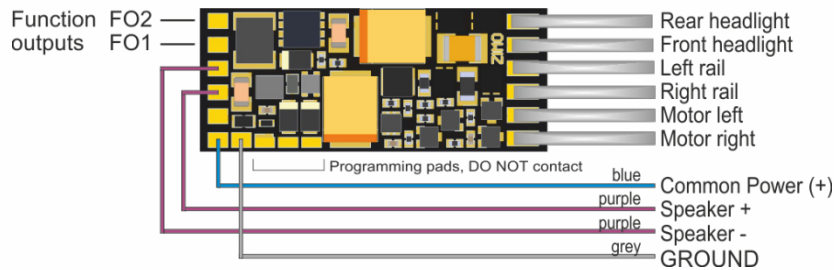 Function FO2
outputs FO1
Rear headlight
Front headlight
Left rail
Right rail
Motor left
Motor right
ZIMO
Programming pads, DO NOT contact
blue Common Power (+)
purple Speaker +
purple Speaker -
grey GROUND